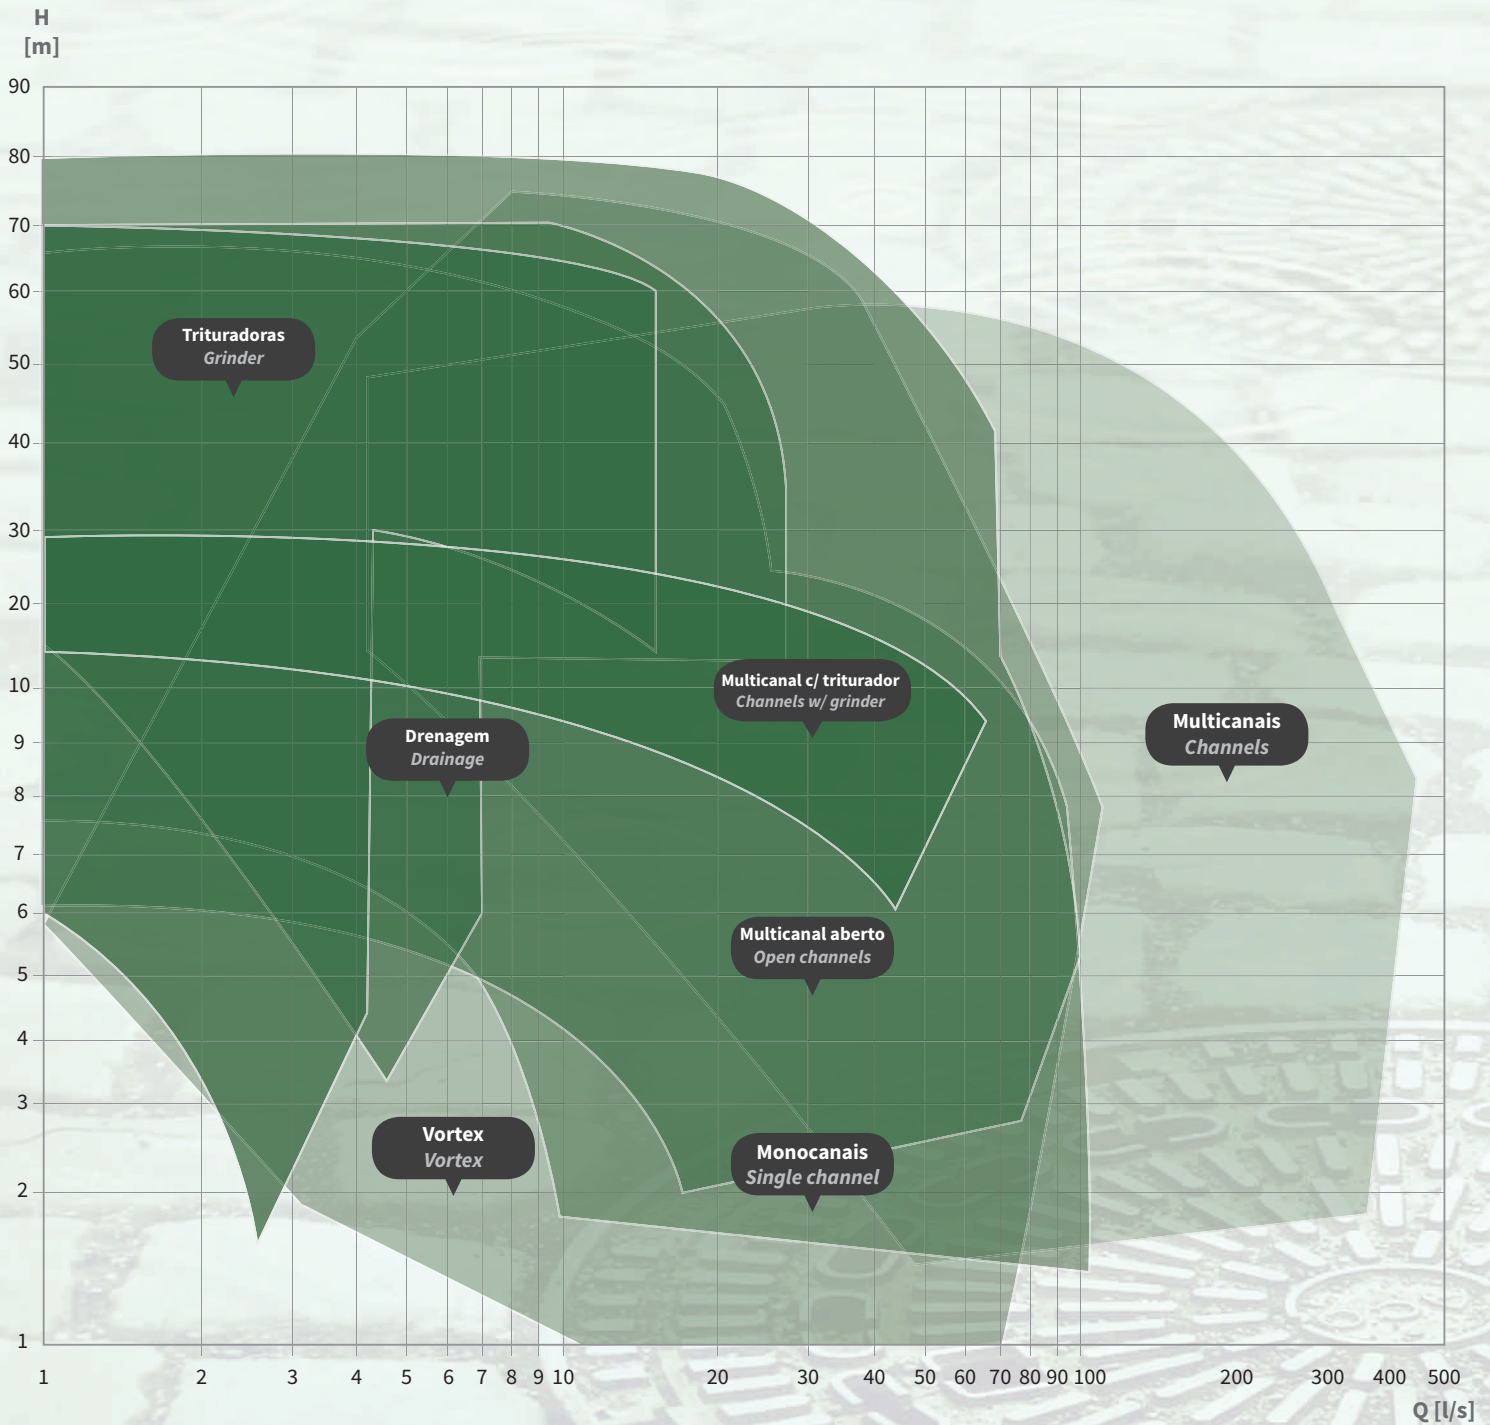 H
[m]
90
80
70
60
50
40
30
20
10
9
8
7
6
5
4
3
2
1
Trituradoras
Grinder
Multicanal c/ triturador
Channels w/ grinder
Multicanais
Channels
Drenagem
Drainage
Multicanal aberto
Open channels
Vortex
Vortex
Monocanais
Single channel
1 2 3 4 5 6 7 8 9 10 20 30 40 50 60 70 80 90 100 200 300 400 500
Q [l/s]